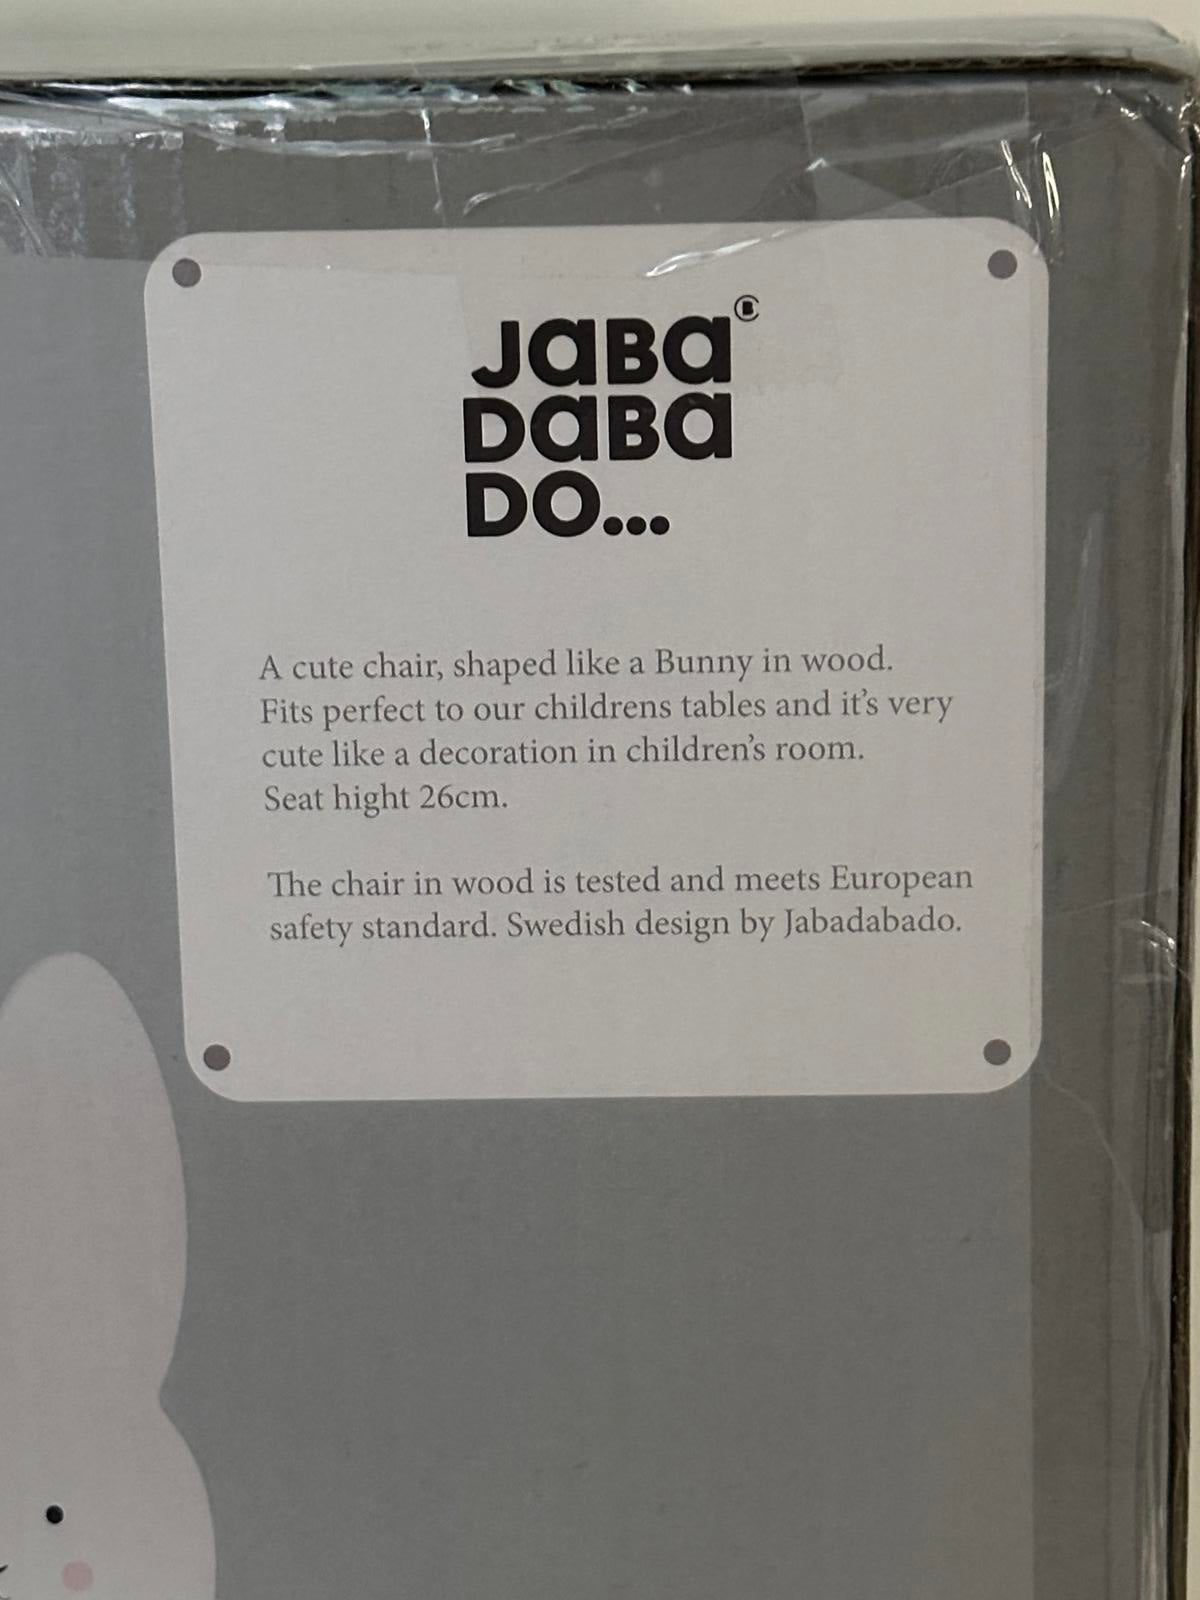 JaBa
DaBa
DO...
A cute chair, shaped like a Bunny in wood.
Fits perfect to our childrens tables and it's very
cute like a decoration in children's room.
Seat hight 26cm.
The chair in wood is tested and meets European
safety standard. Swedish design by Jabadabado.